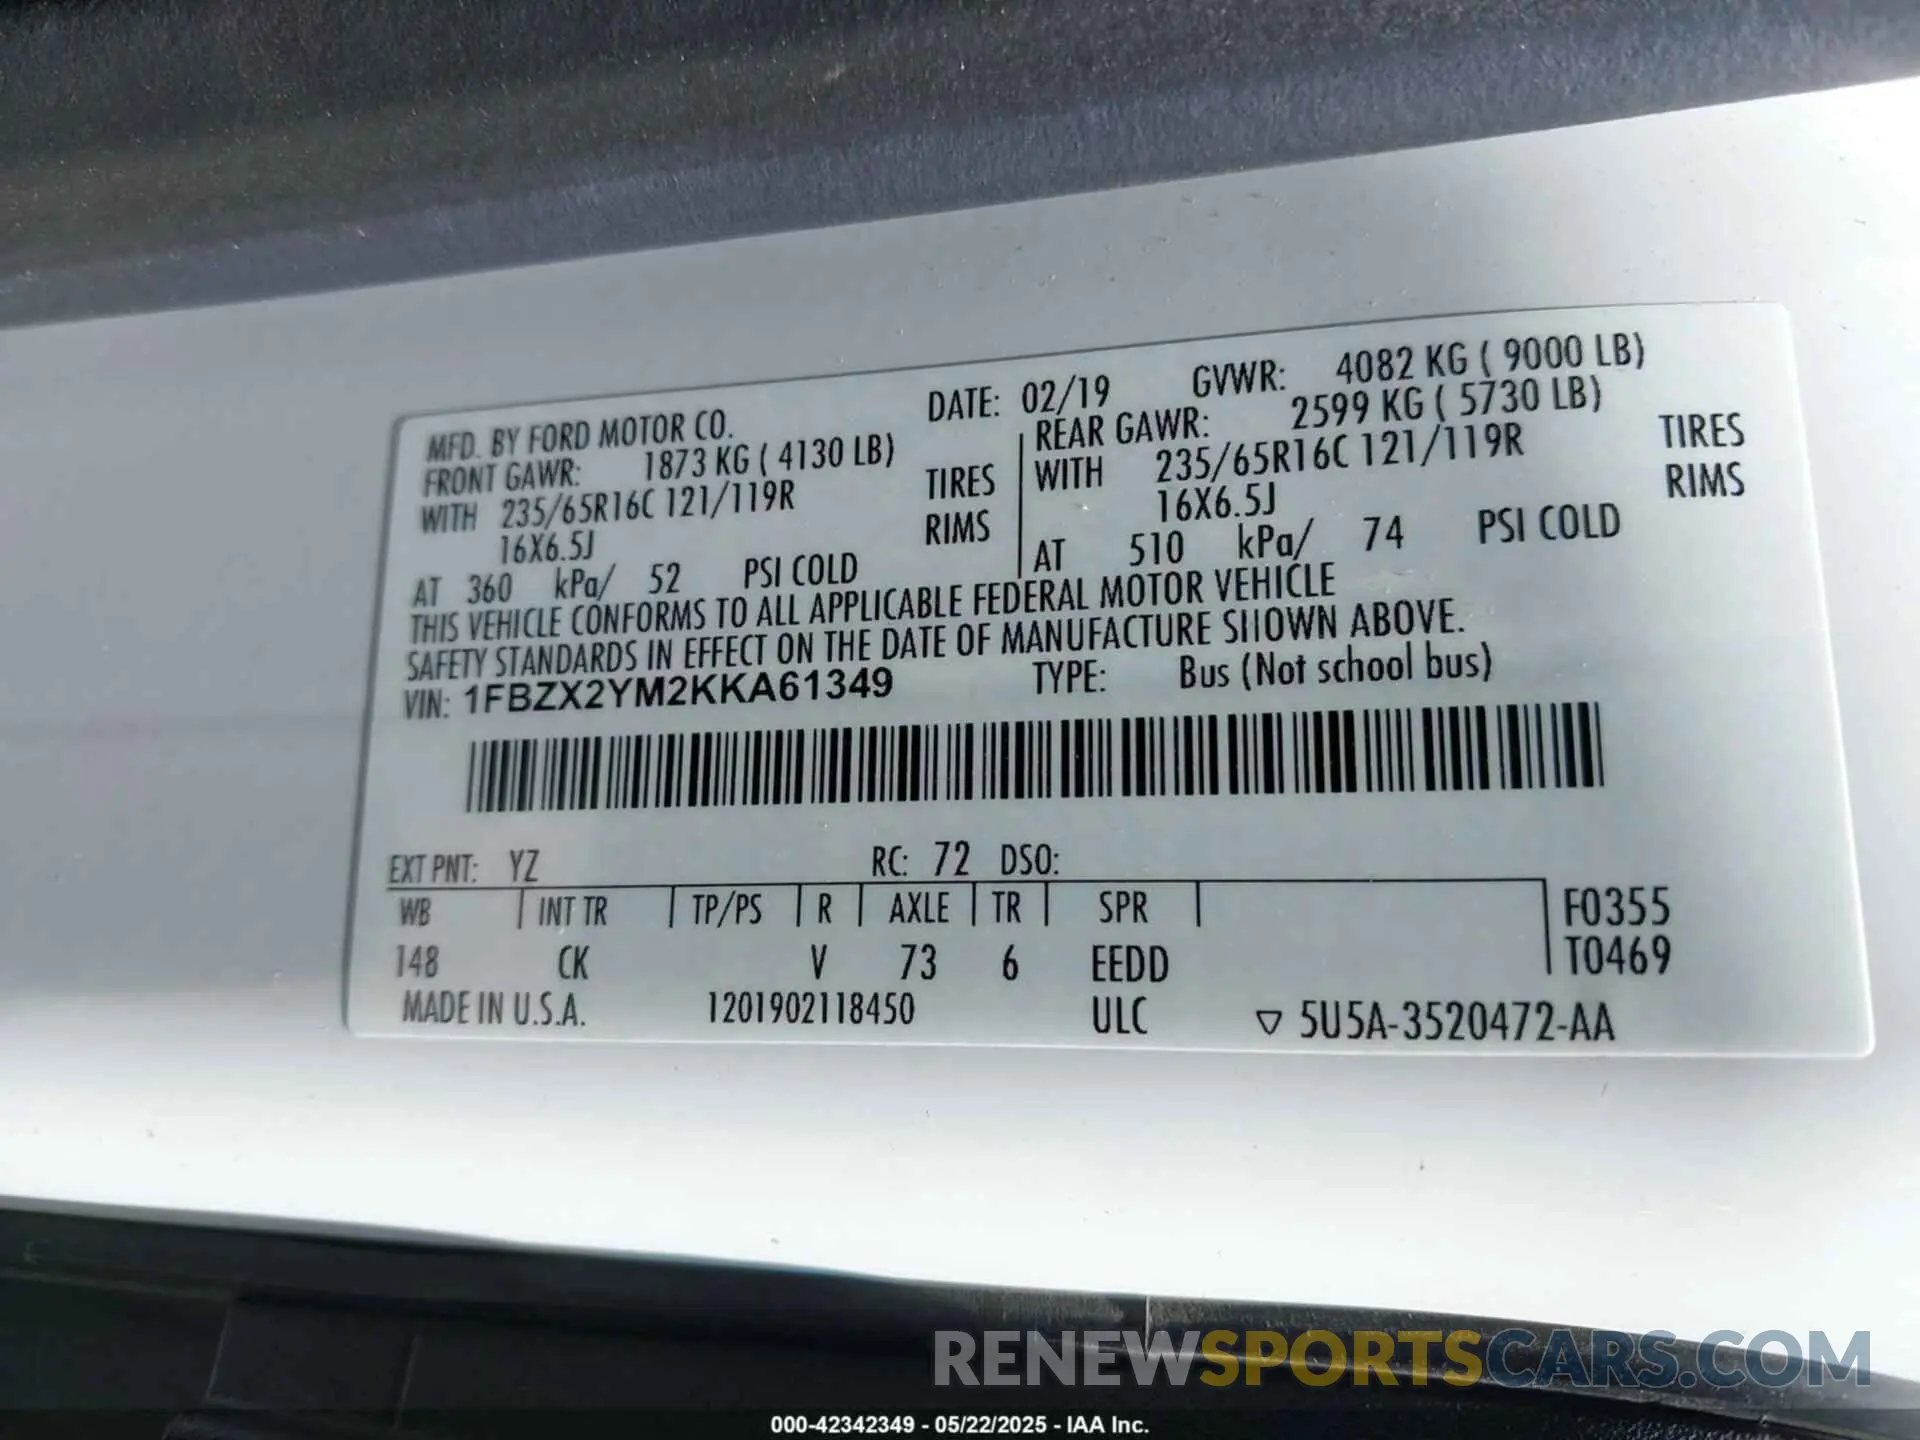 MFD. BY FORD MOTOR CO. DATE: 02/19 GVWR: 4082 KG ( 9000 LB)
FRONT GAWR: 1873 KG ( 4130 LB) REAR GAWR: 2599 KG ( 5730 LB)
WITH 235/65R16C 121/119R TIRES WITH 235/65R16C 121/119R TIRES
16X6.5J RIMS 16X6.5J RIMS
AT 360 kPa/ 52 PSI COLD AT 510 kPa/ 74 PSI COLD
THIS VEHICLE CONFORMS TO ALL APPLICABLE FEDERAL MOTOR VEHICLE
SAFETY STANDARDS IN EFFECT ON THE DATE OF MANUFACTURE SHOWN ABOVE.
VIN: 1FBZX2YM2KKA61349 TYPE: Bus (Not school bus)
EXT PNT: YZ RC: 72 DSO:
WB INT TR TP/PS R AXLE TR SPR F0355
148 CK V 73 6 EEDD T0469
MADE IN U.S.A. 1201902118450 ULC ▽ 5U5A-3520472-AA
RENEWSPORTSCARS.COM
000-42342349 - 05/22/2025 - IAA Inc.